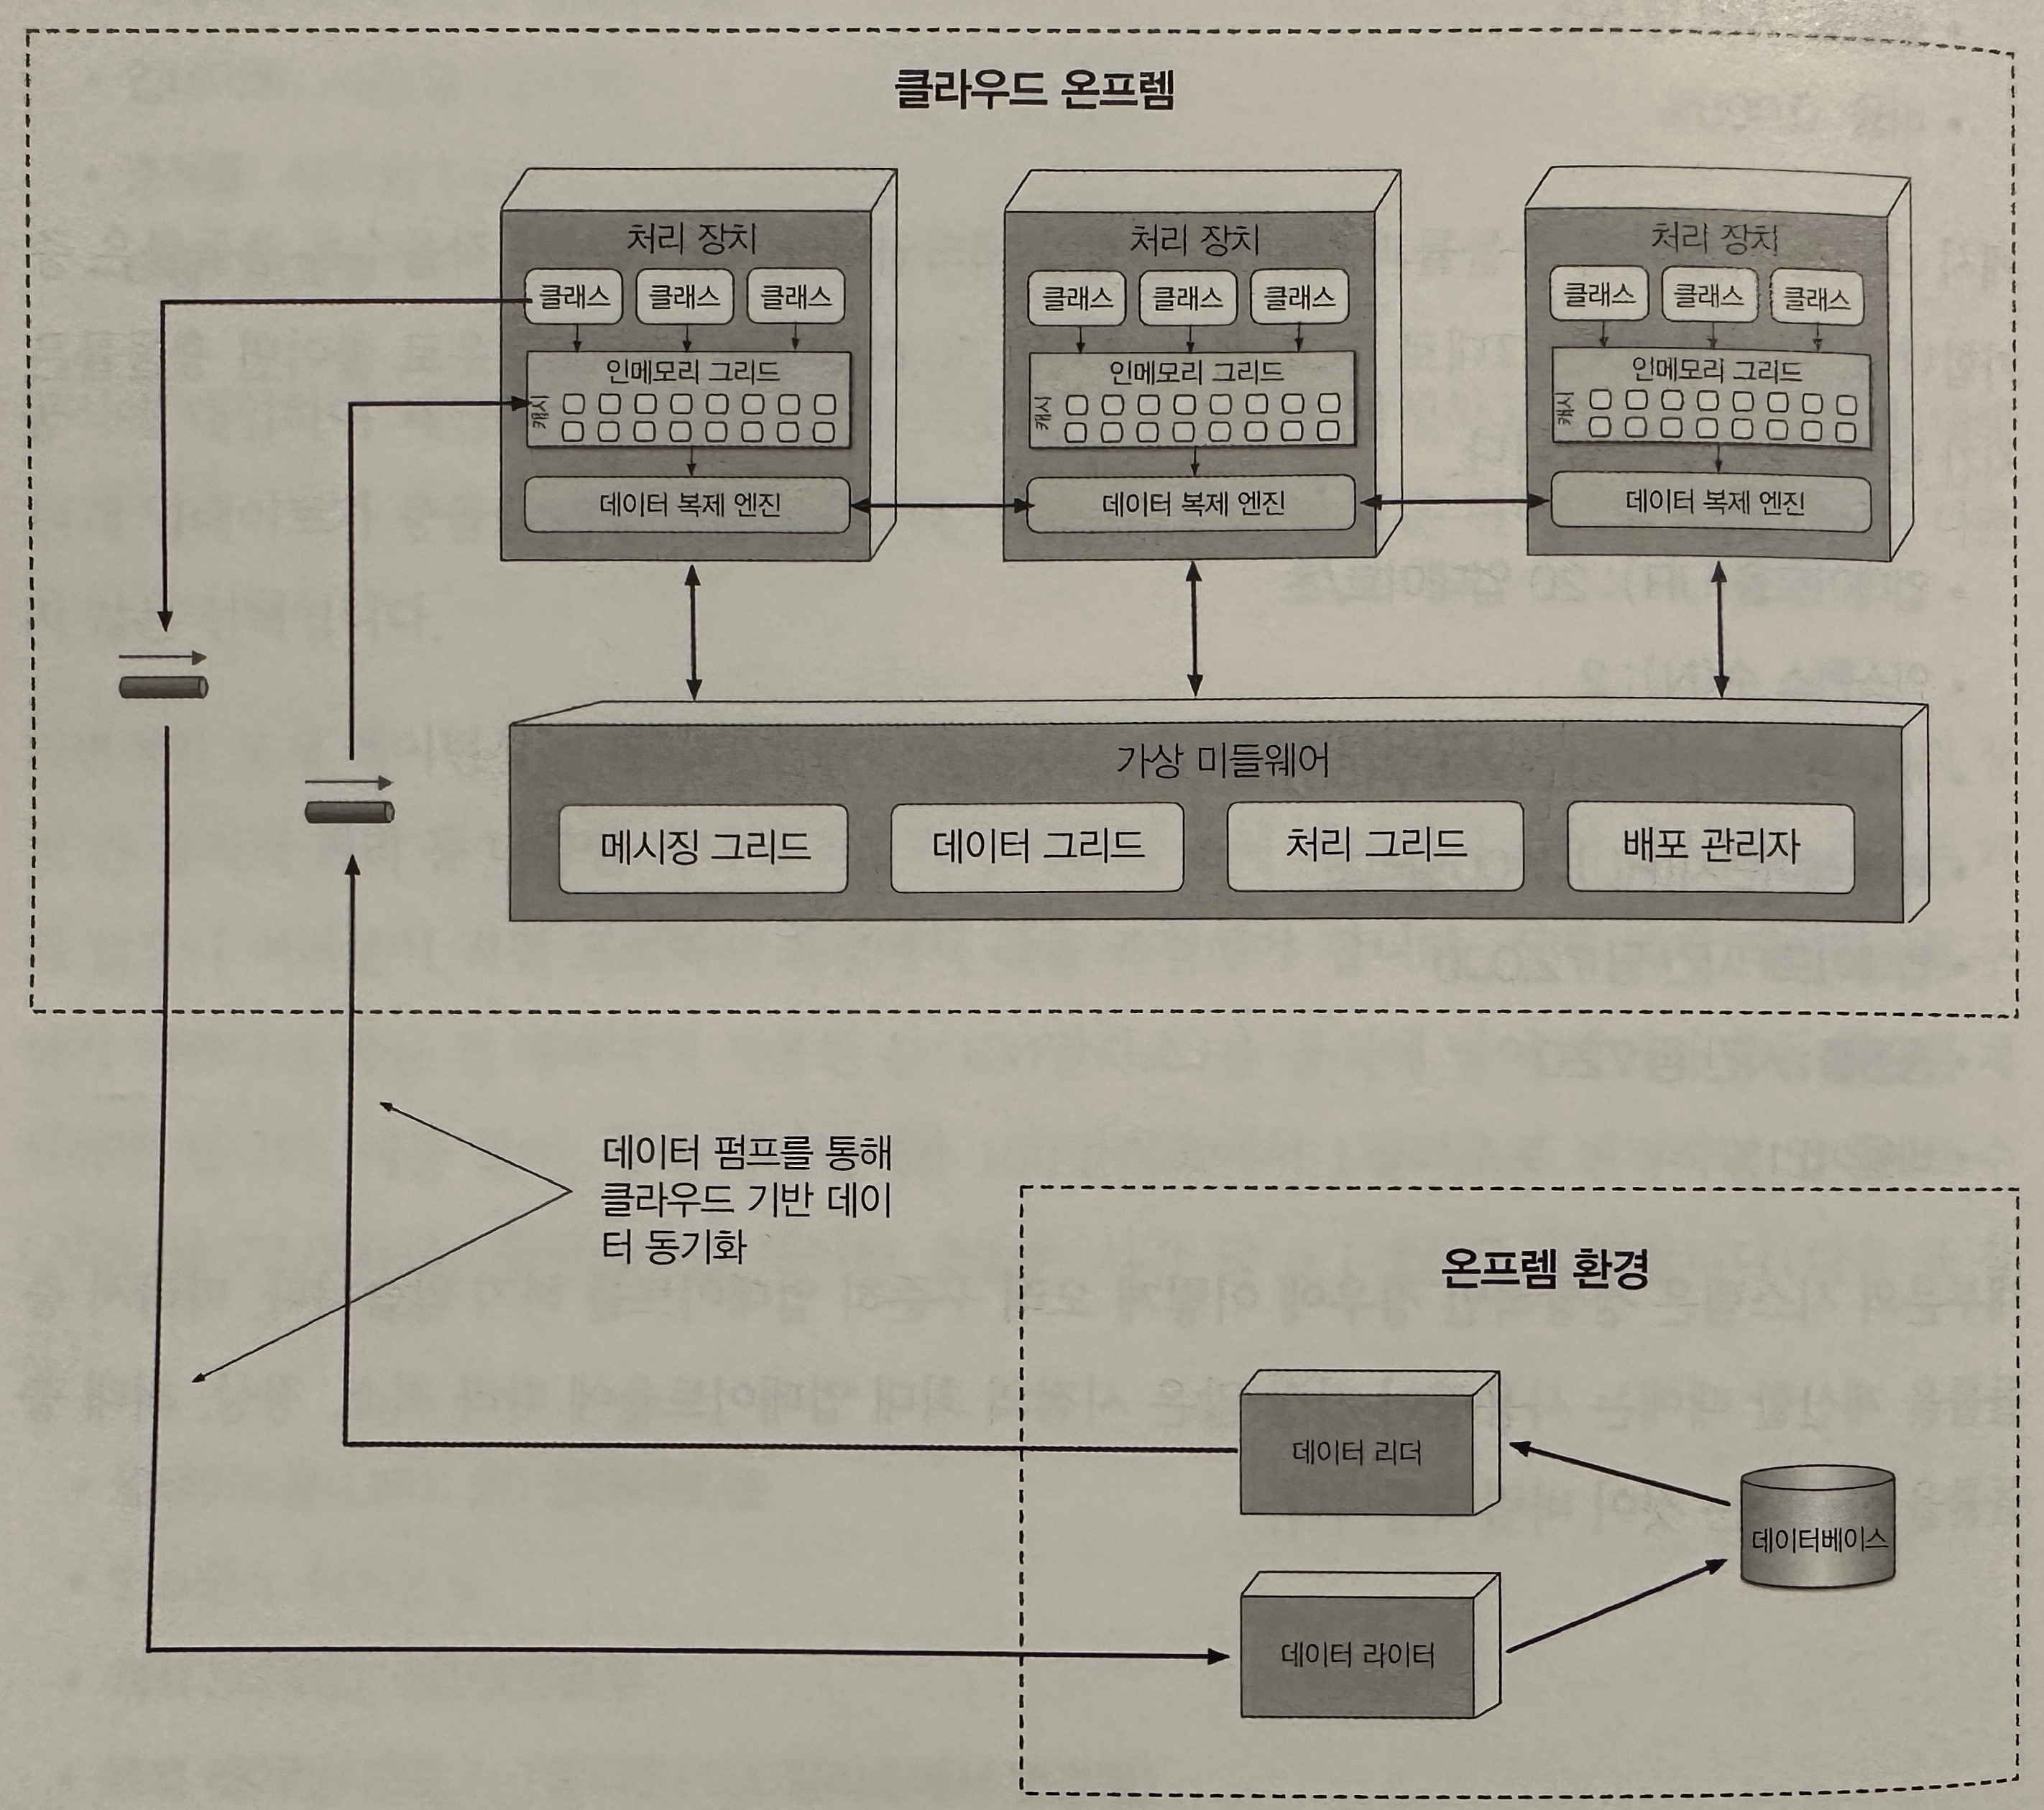 클라우드 온프렘
처리 장치
클래스 클래스 클래스
인메모리 그리드
캐시
데이터 복제 엔진
처리 장치
클래스 클래스 클래스
인메모리 그리드
캐시
데이터 복제 엔진
처리 장치
클래스 클래스 클래스
인메모리 그리드
캐시
데이터 복제 엔진
가상 미들웨어
메시징 그리드 데이터 그리드 처리 그리드 배포 관리자
데이터 펌프를 통해
클라우드 기반 데이
터 동기화
온프렘 환경
데이터 리더
데이터베이스
데이터 라이터